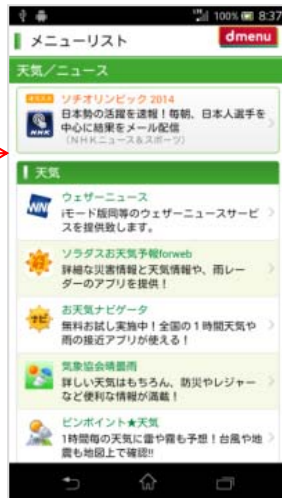 100% 8:37
メニューリスト
dmenu
天気／ニュース
ソチオリンピック 2014
日本勢の活躍を速報！毎朝、日本人選手を
中心に結果をメール配信
NHK
（NHKニュース＆スポーツ）
天気
ウェザーニュース
WN
iモード版同等のウェザーニュースサービ
スを提供致します。
ソラダスお天気予報forweb
詳細な災害情報と天気情報や、雨レー
ダーのアプリを提供！
お天気ナビゲータ
ナビ
無料お試し実施中！全国の１時間天気や
雨の接近アプリが使える！
気象協会晴曇雨
詳しい天気はもちろん、防災やレジャー
など便利な情報が満載！
ピンポイント★天気
1時間毎の天気に雷や霧も予想！台風や地
震も地図上で確認!!